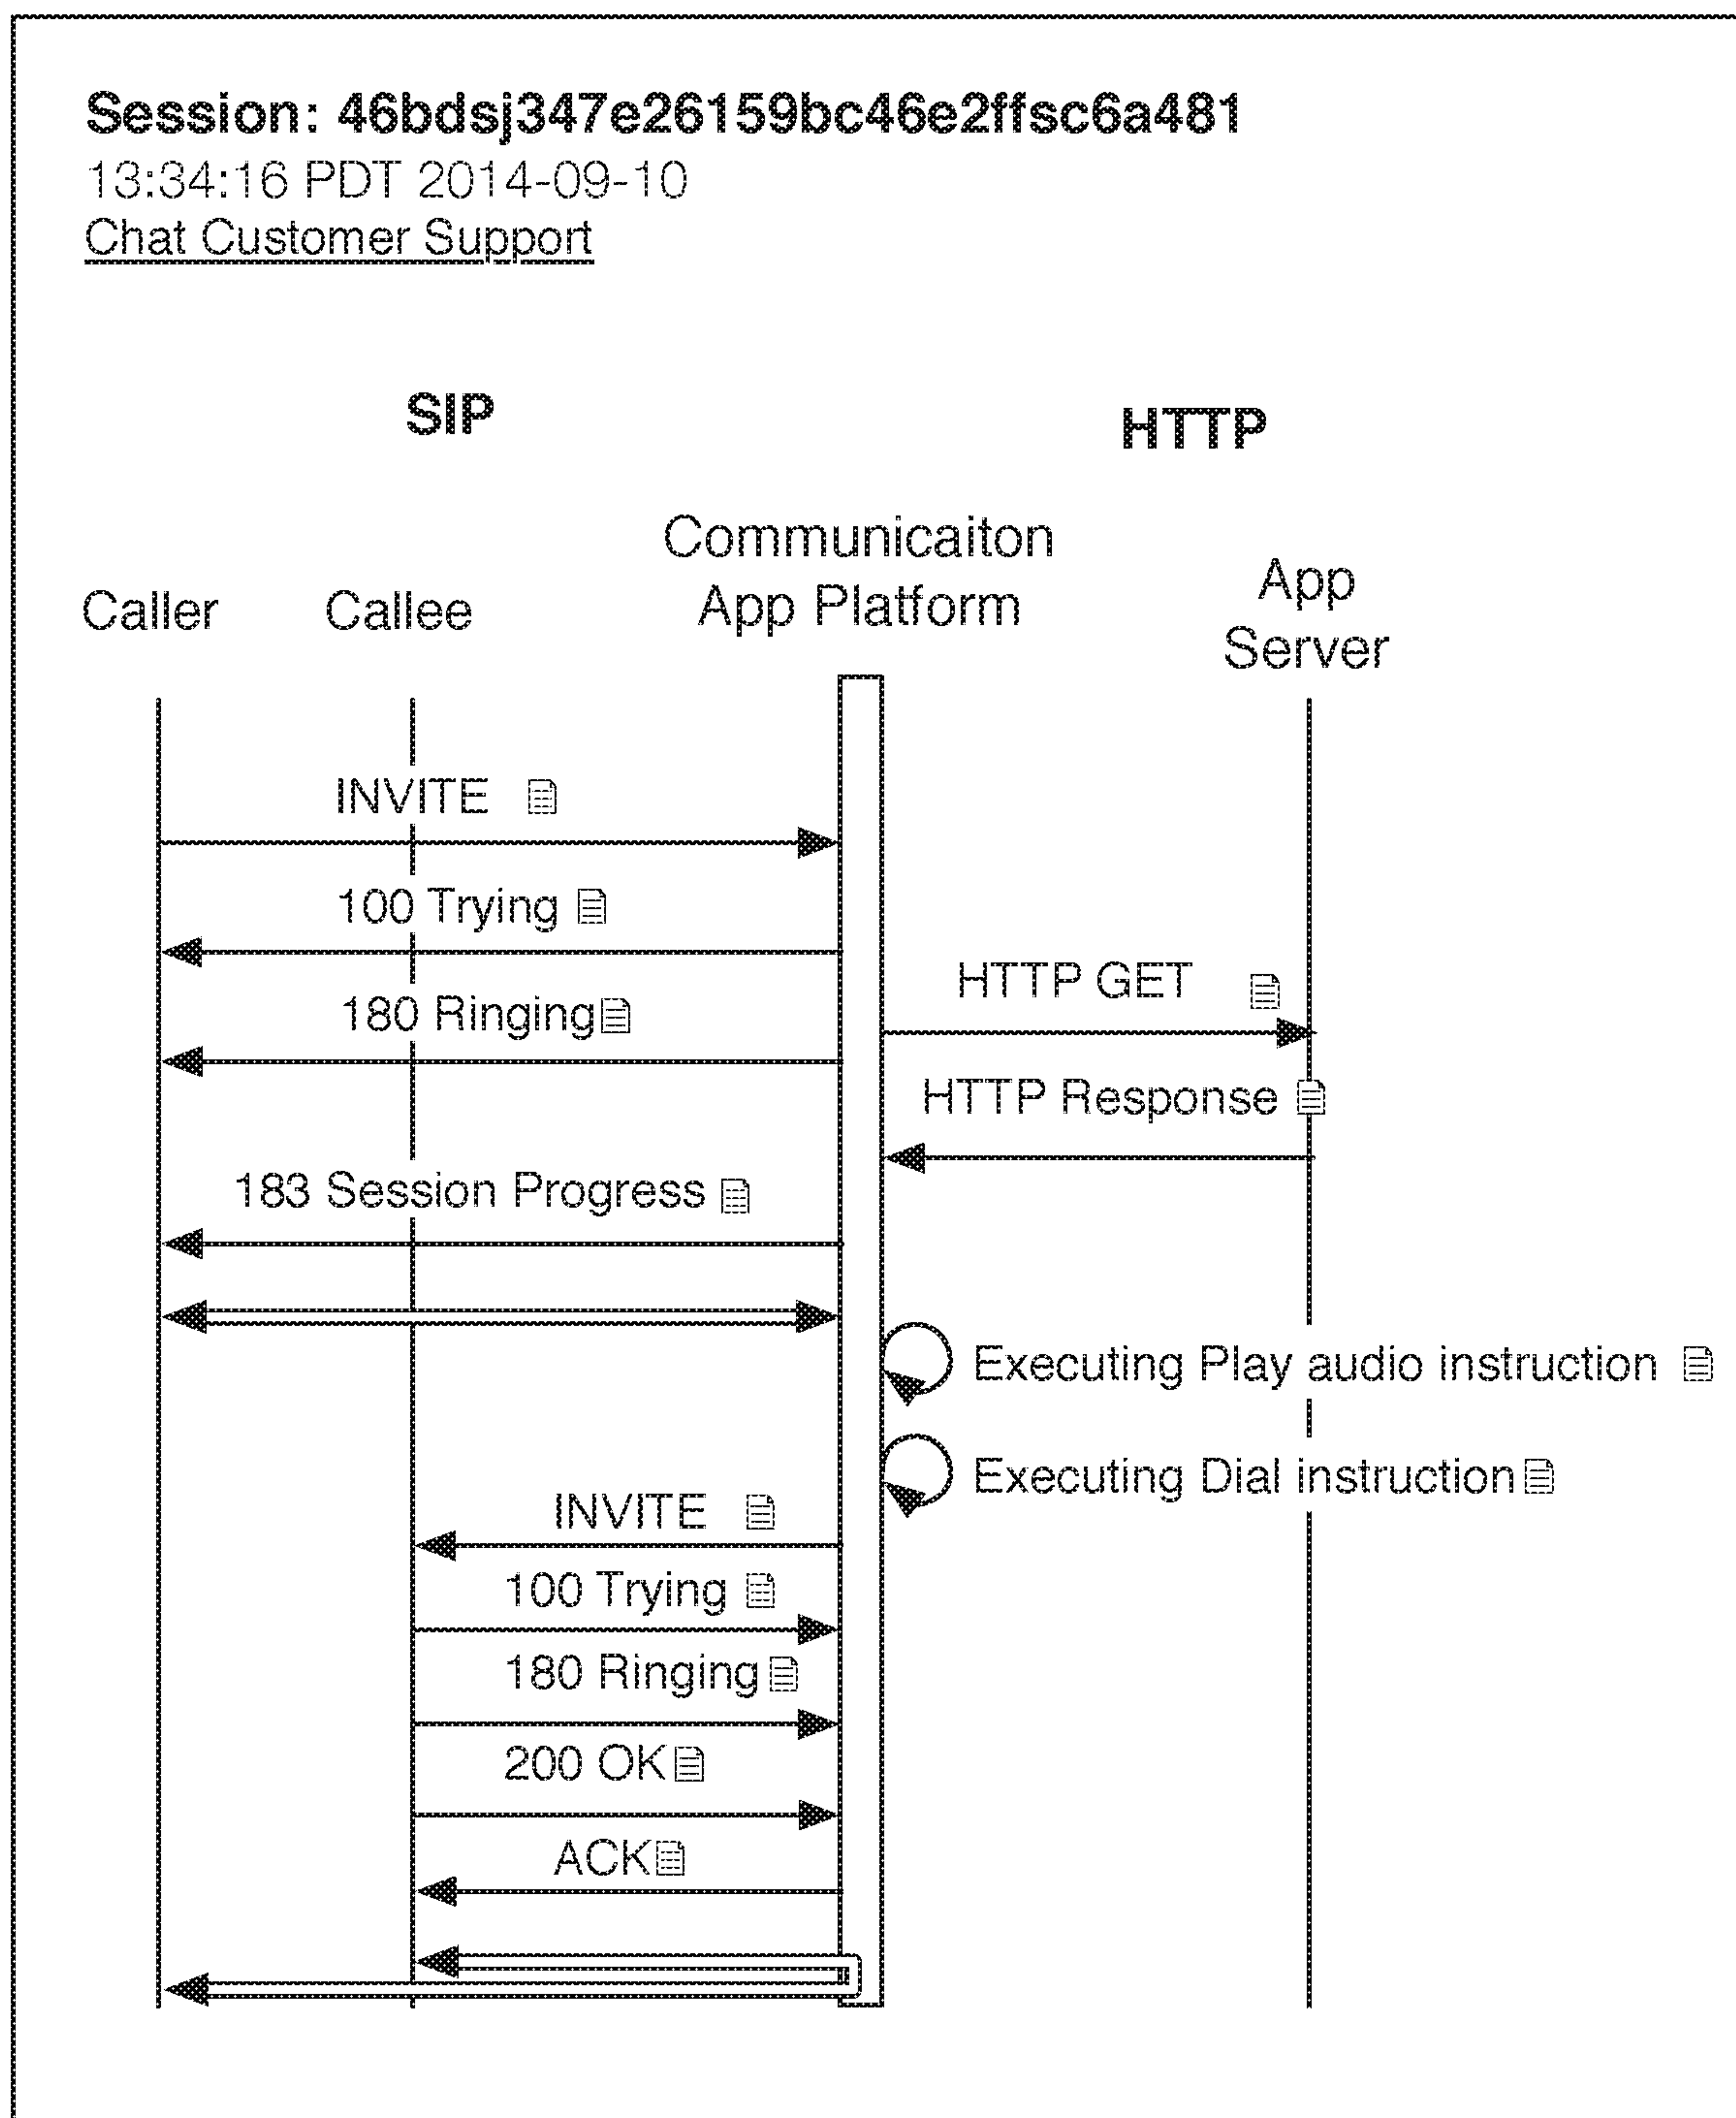 Session: 46bdsj347e26159bc46e2ffsc6a481
13:34:16 PDT 2014-09-10
Chat Customer Support
SIP
HTTP
Communicaiton
App Platform
Caller
Callee
App
Server
INVITE
100 Trying
HTTP GET
180 Ringing
HTTP Response
183 Session Progress
Executing Play audio instruction
Executing Dial instruction
INVITE
100 Trying
180 Ringing
200 OK
ACK